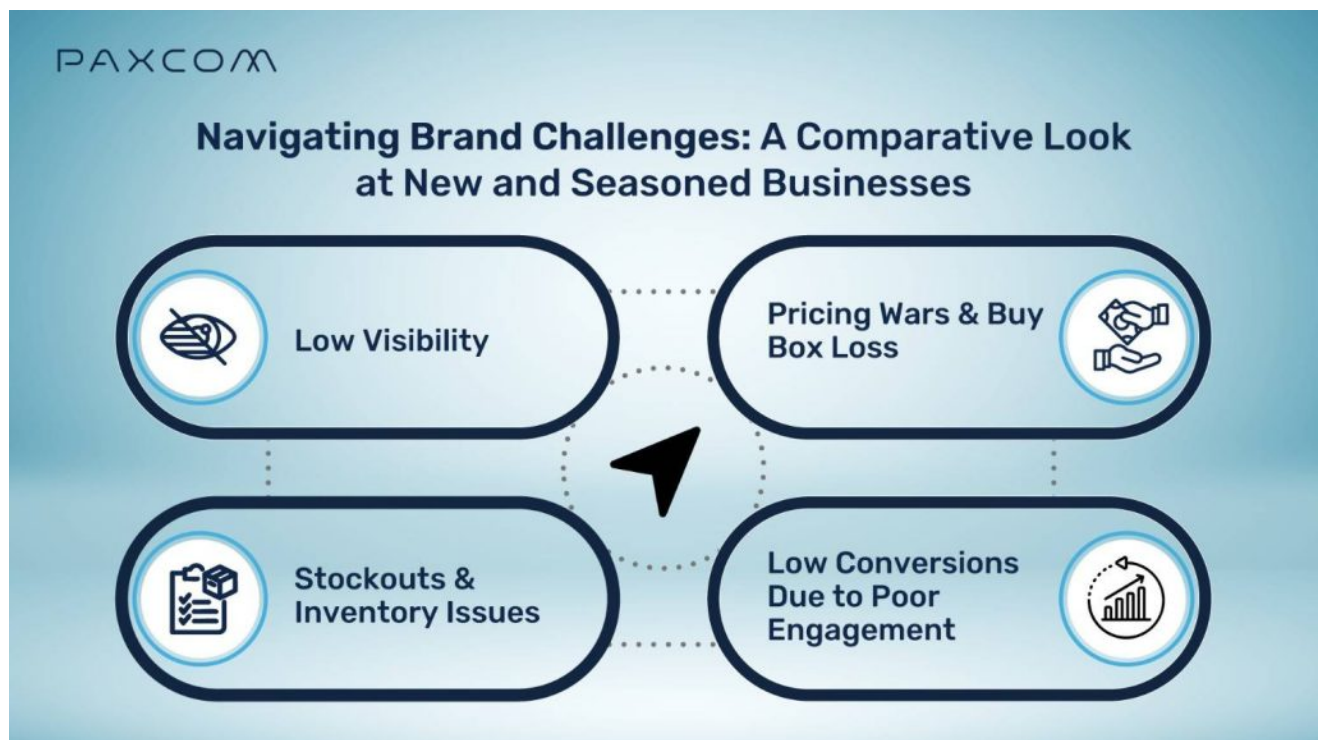 PAXCOM
Navigating Brand Challenges: A Comparative Look
at New and Seasoned Businesses
Low Visibility
Pricing Wars & Buy
Box Loss
Stockouts &
Inventory Issues
Low Conversions
Due to Poor
Engagement